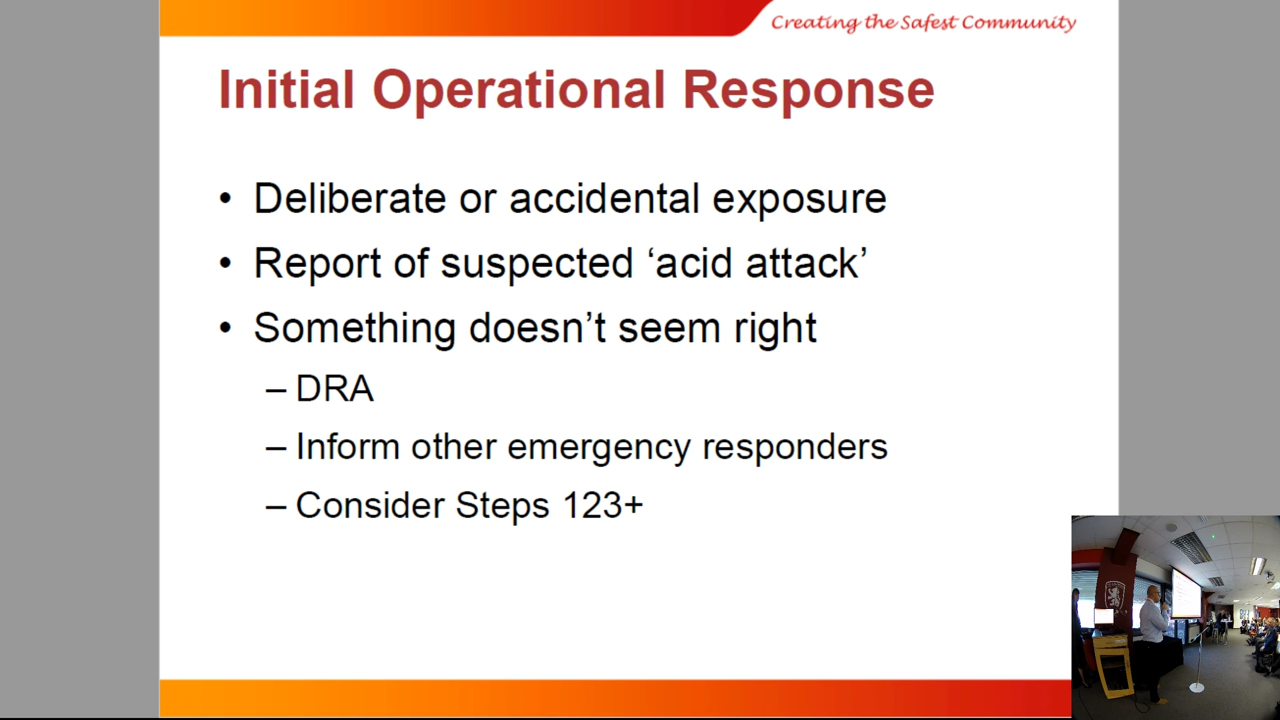 Creating the Safest Community
Initial Operational Response
• Deliberate or accidental exposure
• Report of suspected ‘acid attack’
• Something doesn’t seem right
– DRA
– Inform other emergency responders
– Consider Steps 123+